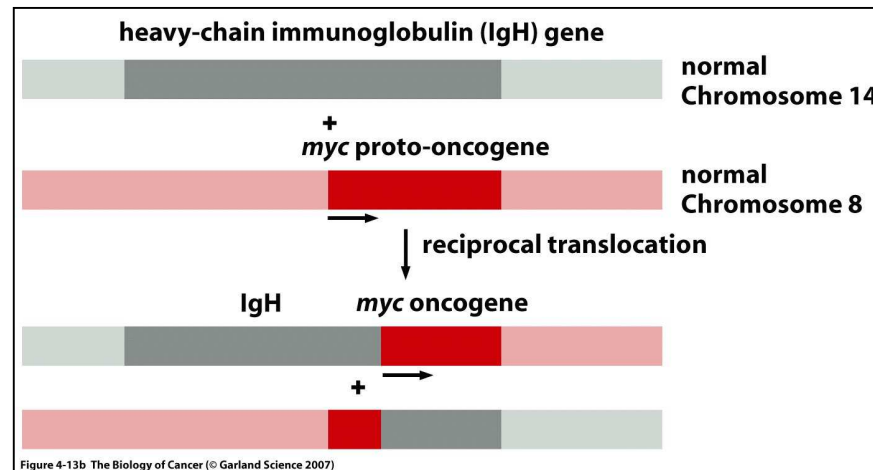 heavy-chain immunoglobulin (IgH) gene
normal
Chromosome 14
+
myc proto-oncogene
normal
Chromosome 8
reciprocal translocation
IgH myc oncogene
+
Figure 4-13b The Biology of Cancer (© Garland Science 2007)